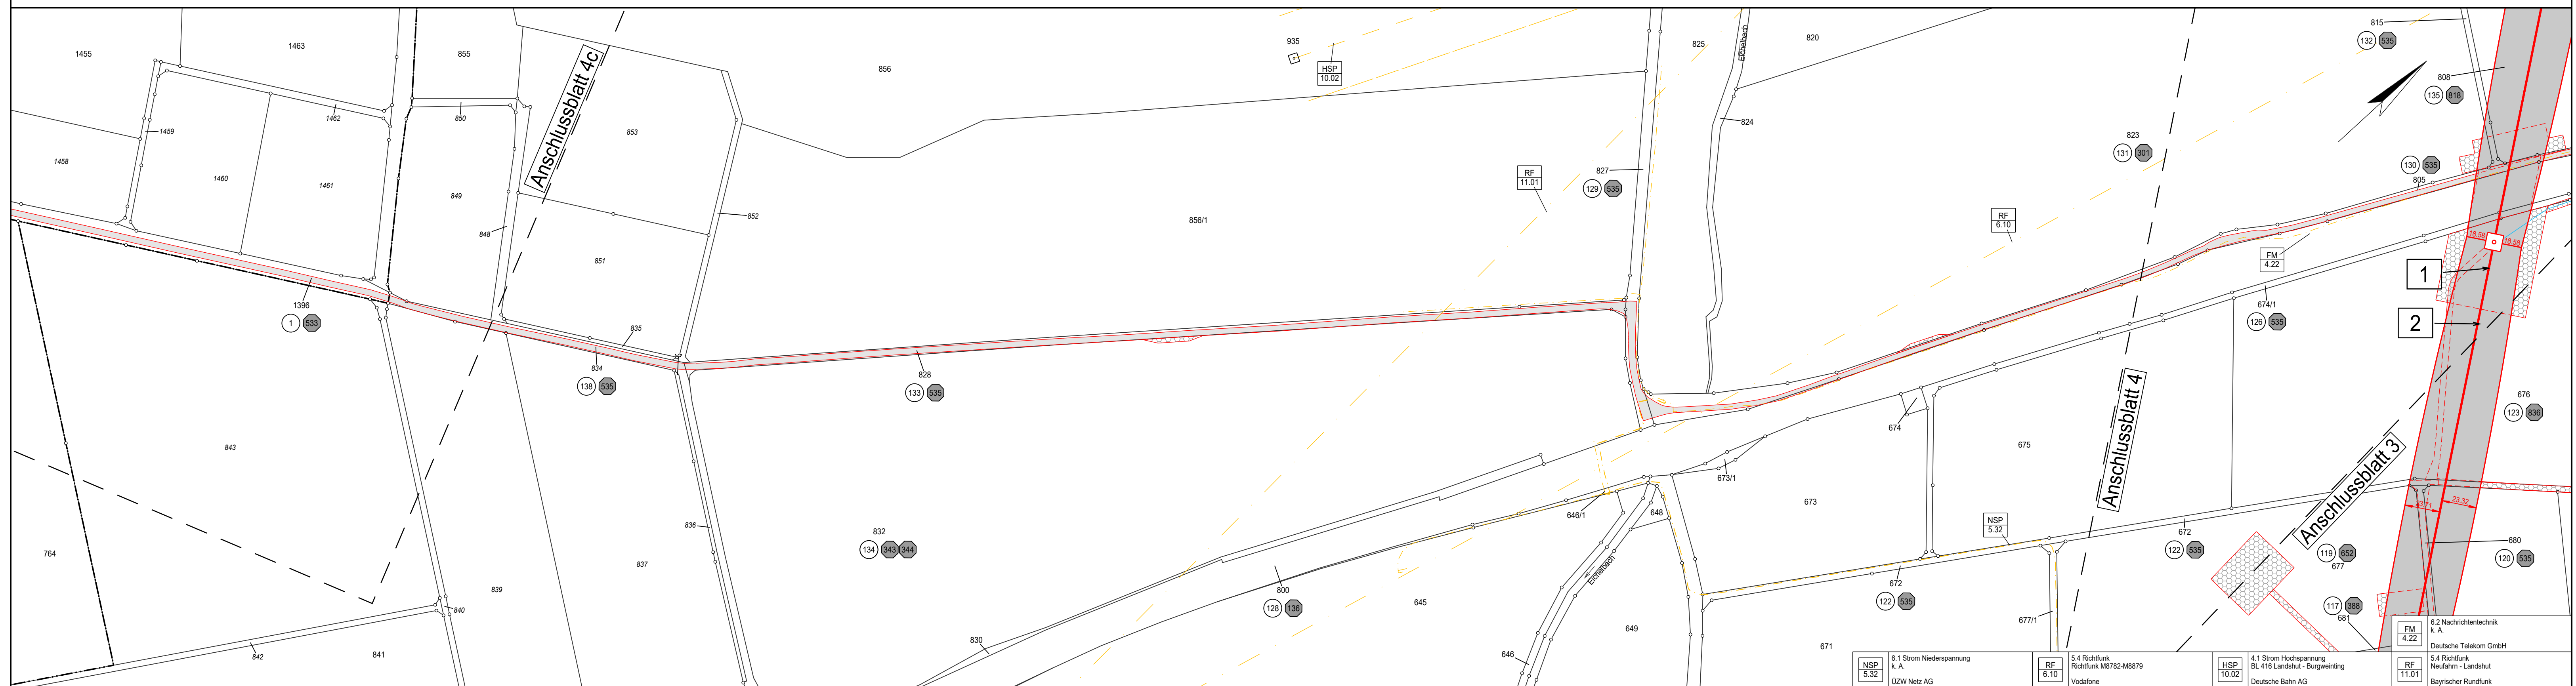 1455
1463
855
856
935
HSP
10.02
825
Eichelbach
820
815
132 535
808
135 818
1459
1462
850
853
Anschlussblatt 4c
1458
1460
1461
849
848
852
851
856/1
RF
11.01
827
129 535
824
823
131 301
130 535
805
RF
6.10
FM
4.22
18.58
18.58
1
2
674/1
126 535
1396
1 533
835
834
138 535
828
133 535
676
123 836
674
675
Anschlussblatt 4
Anschlussblatt 3
673/1
673
646/1
648
NSP
5.32
843
764
836
832
134 343 344
837
839
840
842
841
800
128 136
830
645
Eichelbach
649
646
672
122 535
672
122 535
677/1
671
119 652
677
23.32
680
120 535
117 388
681
FM
4.22
6.2 Nachrichtentechnik
k. A.
Deutsche Telekom GmbH
NSP
5.32
6.1 Strom Niederspannung
k. A.
ÜZW Netz AG
RF
6.10
5.4 Richtfunk
Richtfunk M8782-M8879
Vodafone
HSP
10.02
4.1 Strom Hochspannung
BL 416 Landshut - Burgweinting
Deutsche Bahn AG
RF
11.01
5.4 Richtfunk
Neufahrn - Landshut
Bayrischer Rundfunk